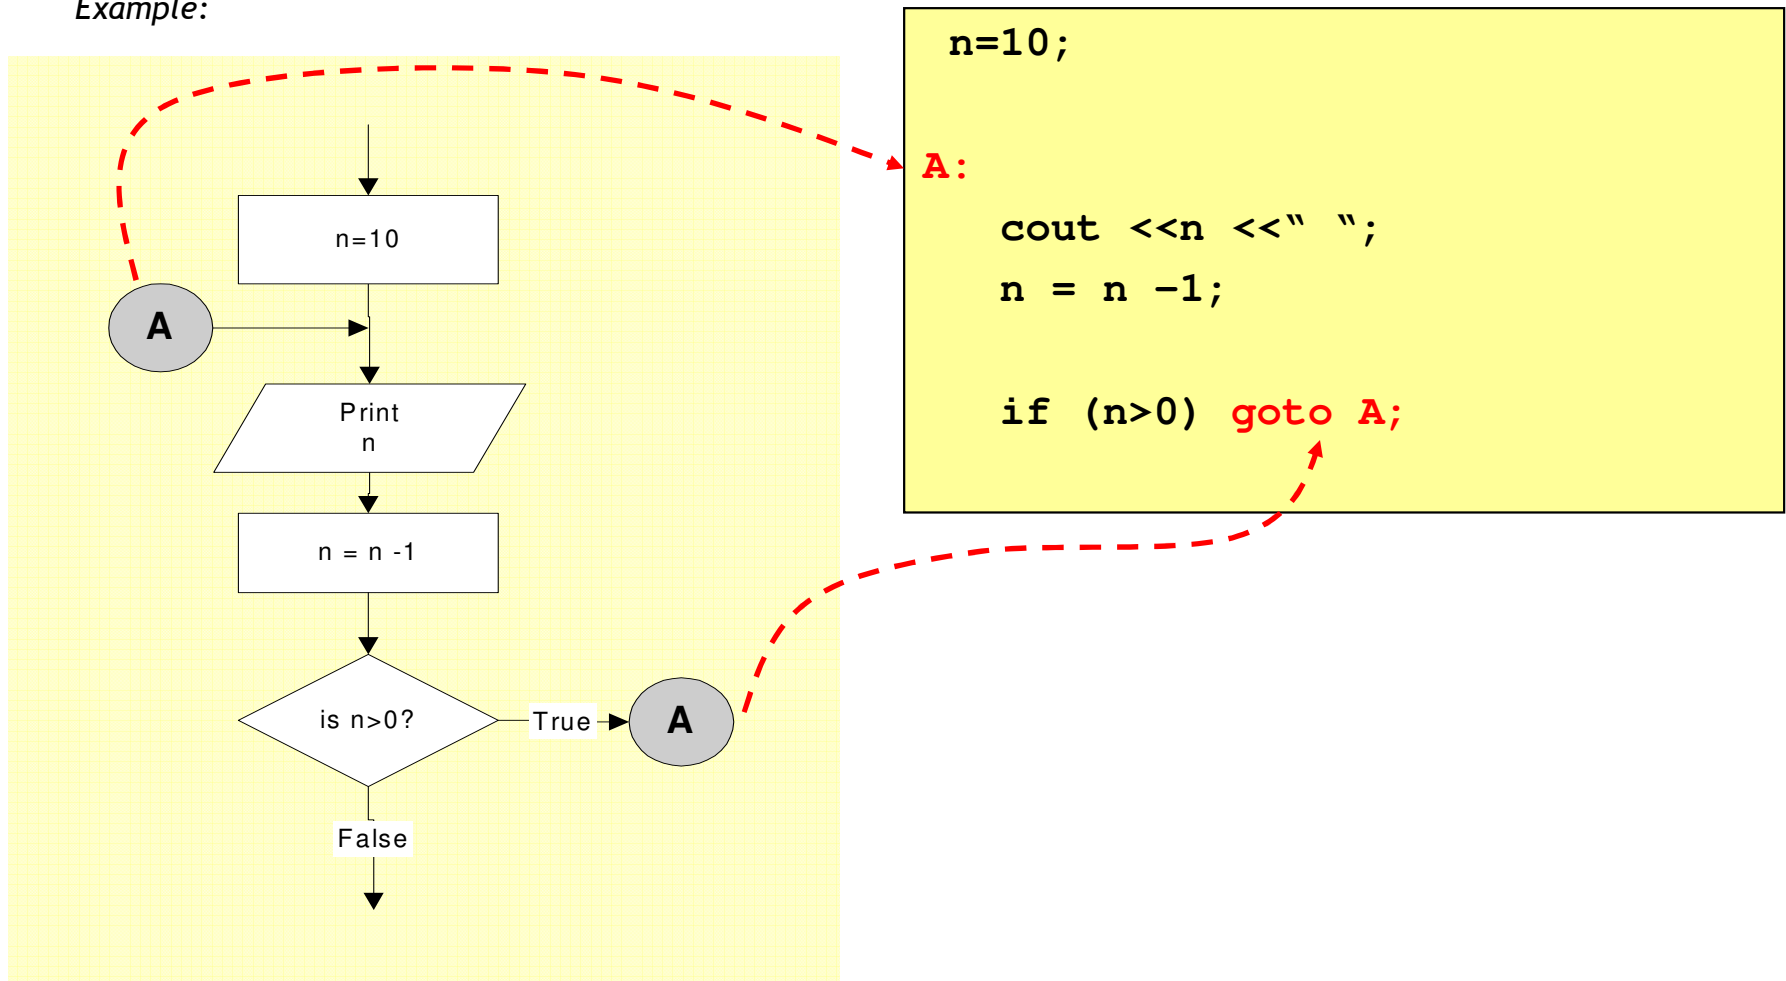 Example:
n=10
A
Print
n
n = n -1
is n>0?
True
A
False
n=10;
A:
cout <<n <<“ “;
n = n –1;
if (n>0) goto A;